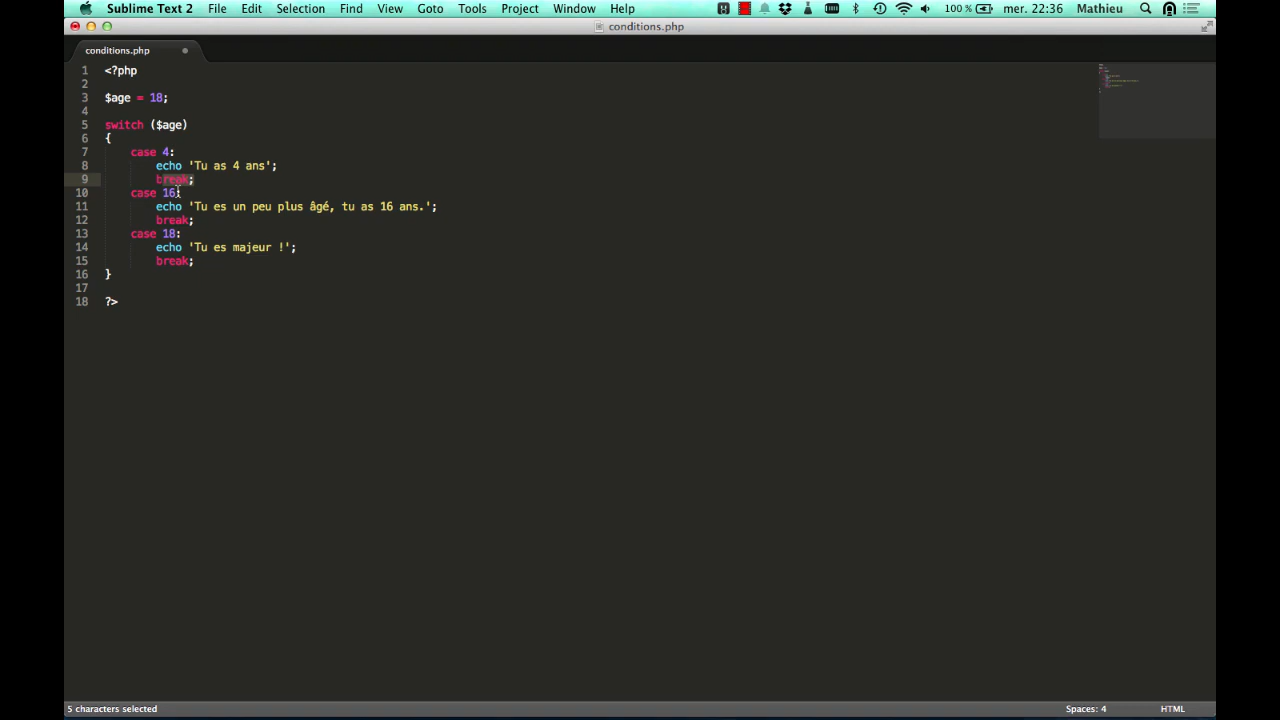 Sublime Text 2 File Edit Selection Find View Goto Tools Project Window Help 100 % mer. 22:36 Mathieu
conditions.php
conditions.php
1 <?php
2
3 $age = 18;
4
5 switch ($age)
6 {
7 case 4:
8 echo 'Tu as 4 ans';
9 break;
10 case 16:
11 echo 'Tu es un peu plus âgé, tu as 16 ans.';
12 break;
13 case 18:
14 echo 'Tu es majeur !';
15 break;
16 }
17
18 ?>
5 characters selected Spaces: 4 HTML